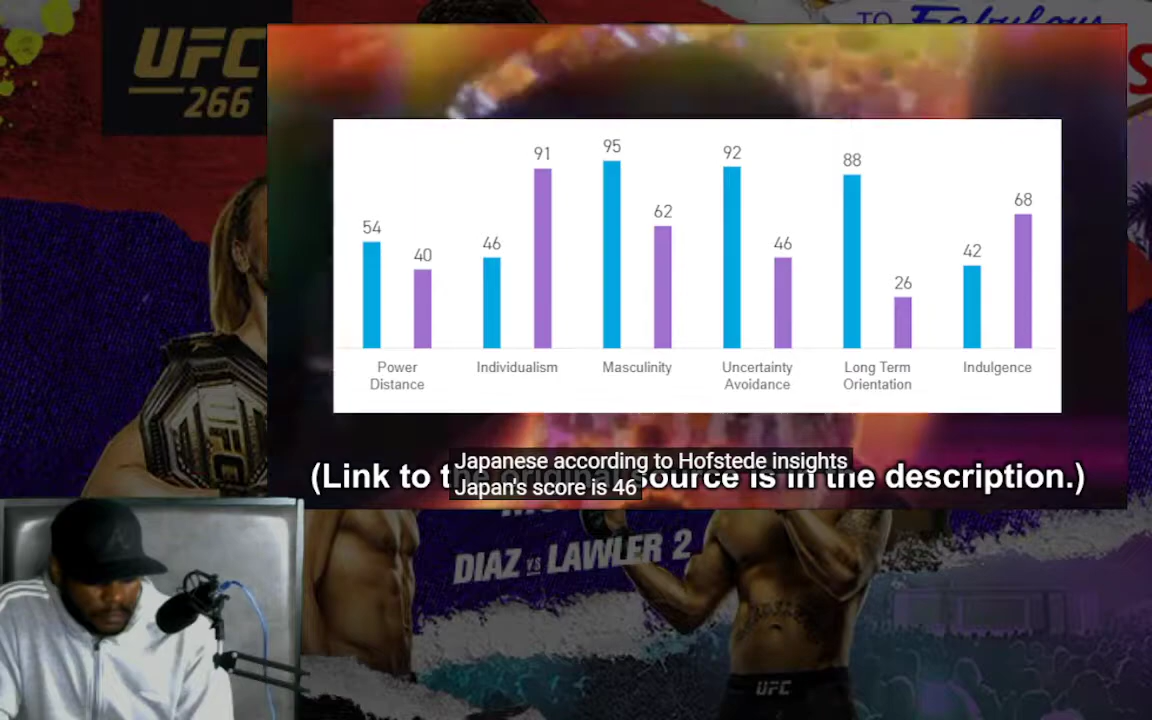 TO Fabulous
UFC
266
S
54
40
46
91
95
62
92
46
88
26
42
68
Power
Distance
Individualism
Masculinity
Uncertainty
Avoidance
Long Term
Orientation
Indulgence
Japanese according to Hofstede insights
(Link to the original source is in the description.)
Japan's score is 46
DIAZ VS LAWLER 2
UFC